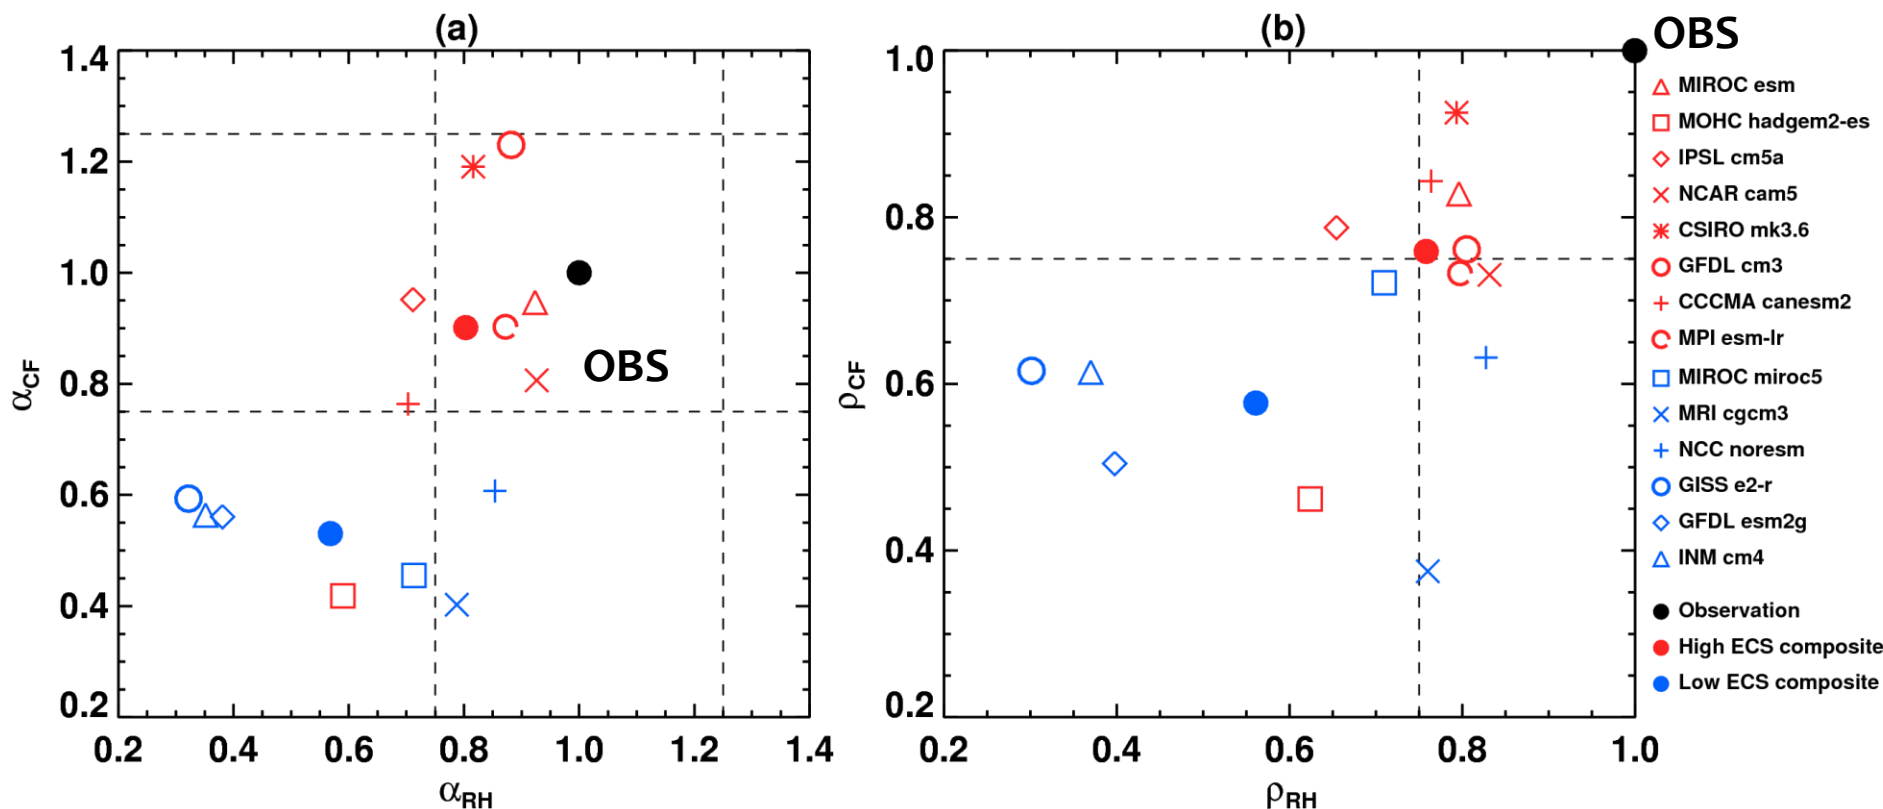 (a)
1.4
1.2
1.0
0.8
0.6
0.4
0.2
αCF
OBS
0.2 0.4 0.6 0.8 1.0 1.2 1.4
αRH
(b)
OBS
1.0
0.8
0.6
0.4
0.2
ρCF
0.2 0.4 0.6 0.8 1.0
ρRH
MIROC esm
MOHC hadgem2-es
IPSL cm5a
NCAR cam5
CSIRO mk3.6
GFDL cm3
CCCMA canesm2
MPI esm-lr
MIROC miroc5
MRI cgcm3
NCC noresm
GISS e2-r
GFDL esm2g
INM cm4
Observation
High ECS composite
Low ECS composite